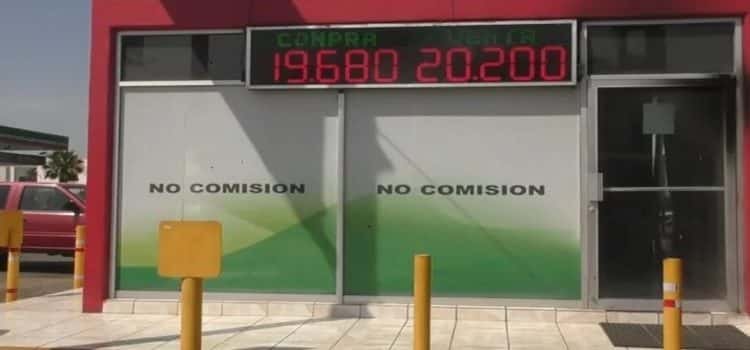 COMPRA VENTA
19.680 20.200
NO COMISION NO COMISION